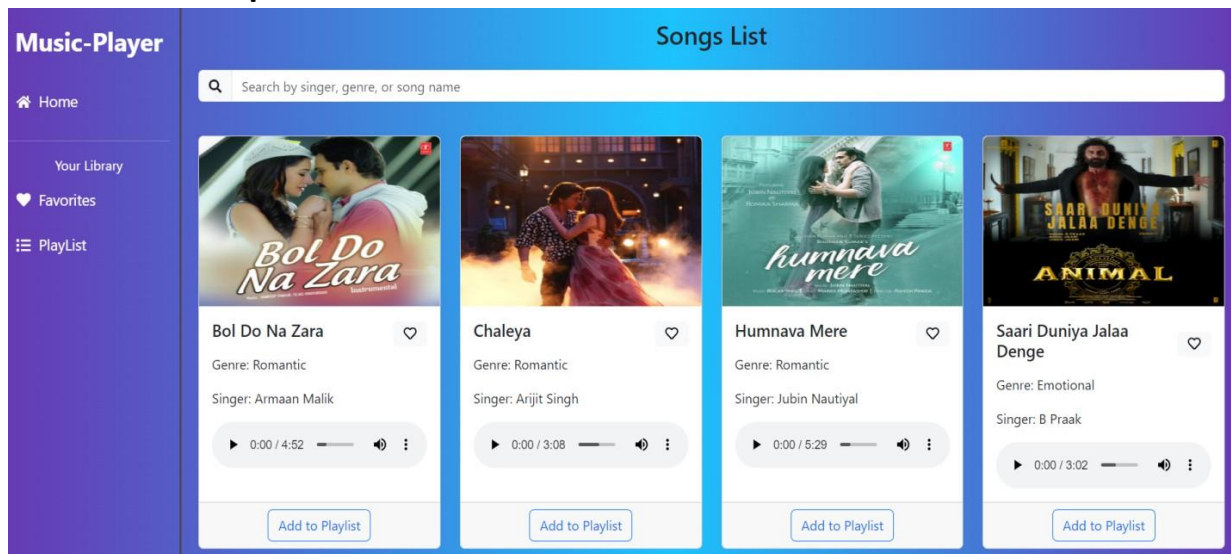 Music-Player
Home
Your Library
Favorites
PlayList
Songs List
Search by singer, genre, or song name
Bol Do
Na Zara
Instrumental
Bol Do Na Zara
Genre: Romantic
Singer: Armaan Malik
0:00 / 4:52
Add to Playlist
Chaleya
Genre: Romantic
Singer: Arijit Singh
0:00 / 3:08
Add to Playlist
humnava
mere
Humnava Mere
Genre: Romantic
Singer: Jubin Nautiyal
0:00 / 5:29
Add to Playlist
SAARI DUNIYA
JALAA DENGE
ANIMAL
Saari Duniya Jalaa
Denge
Genre: Emotional
Singer: B Praak
0:00 / 3:02
Add to Playlist